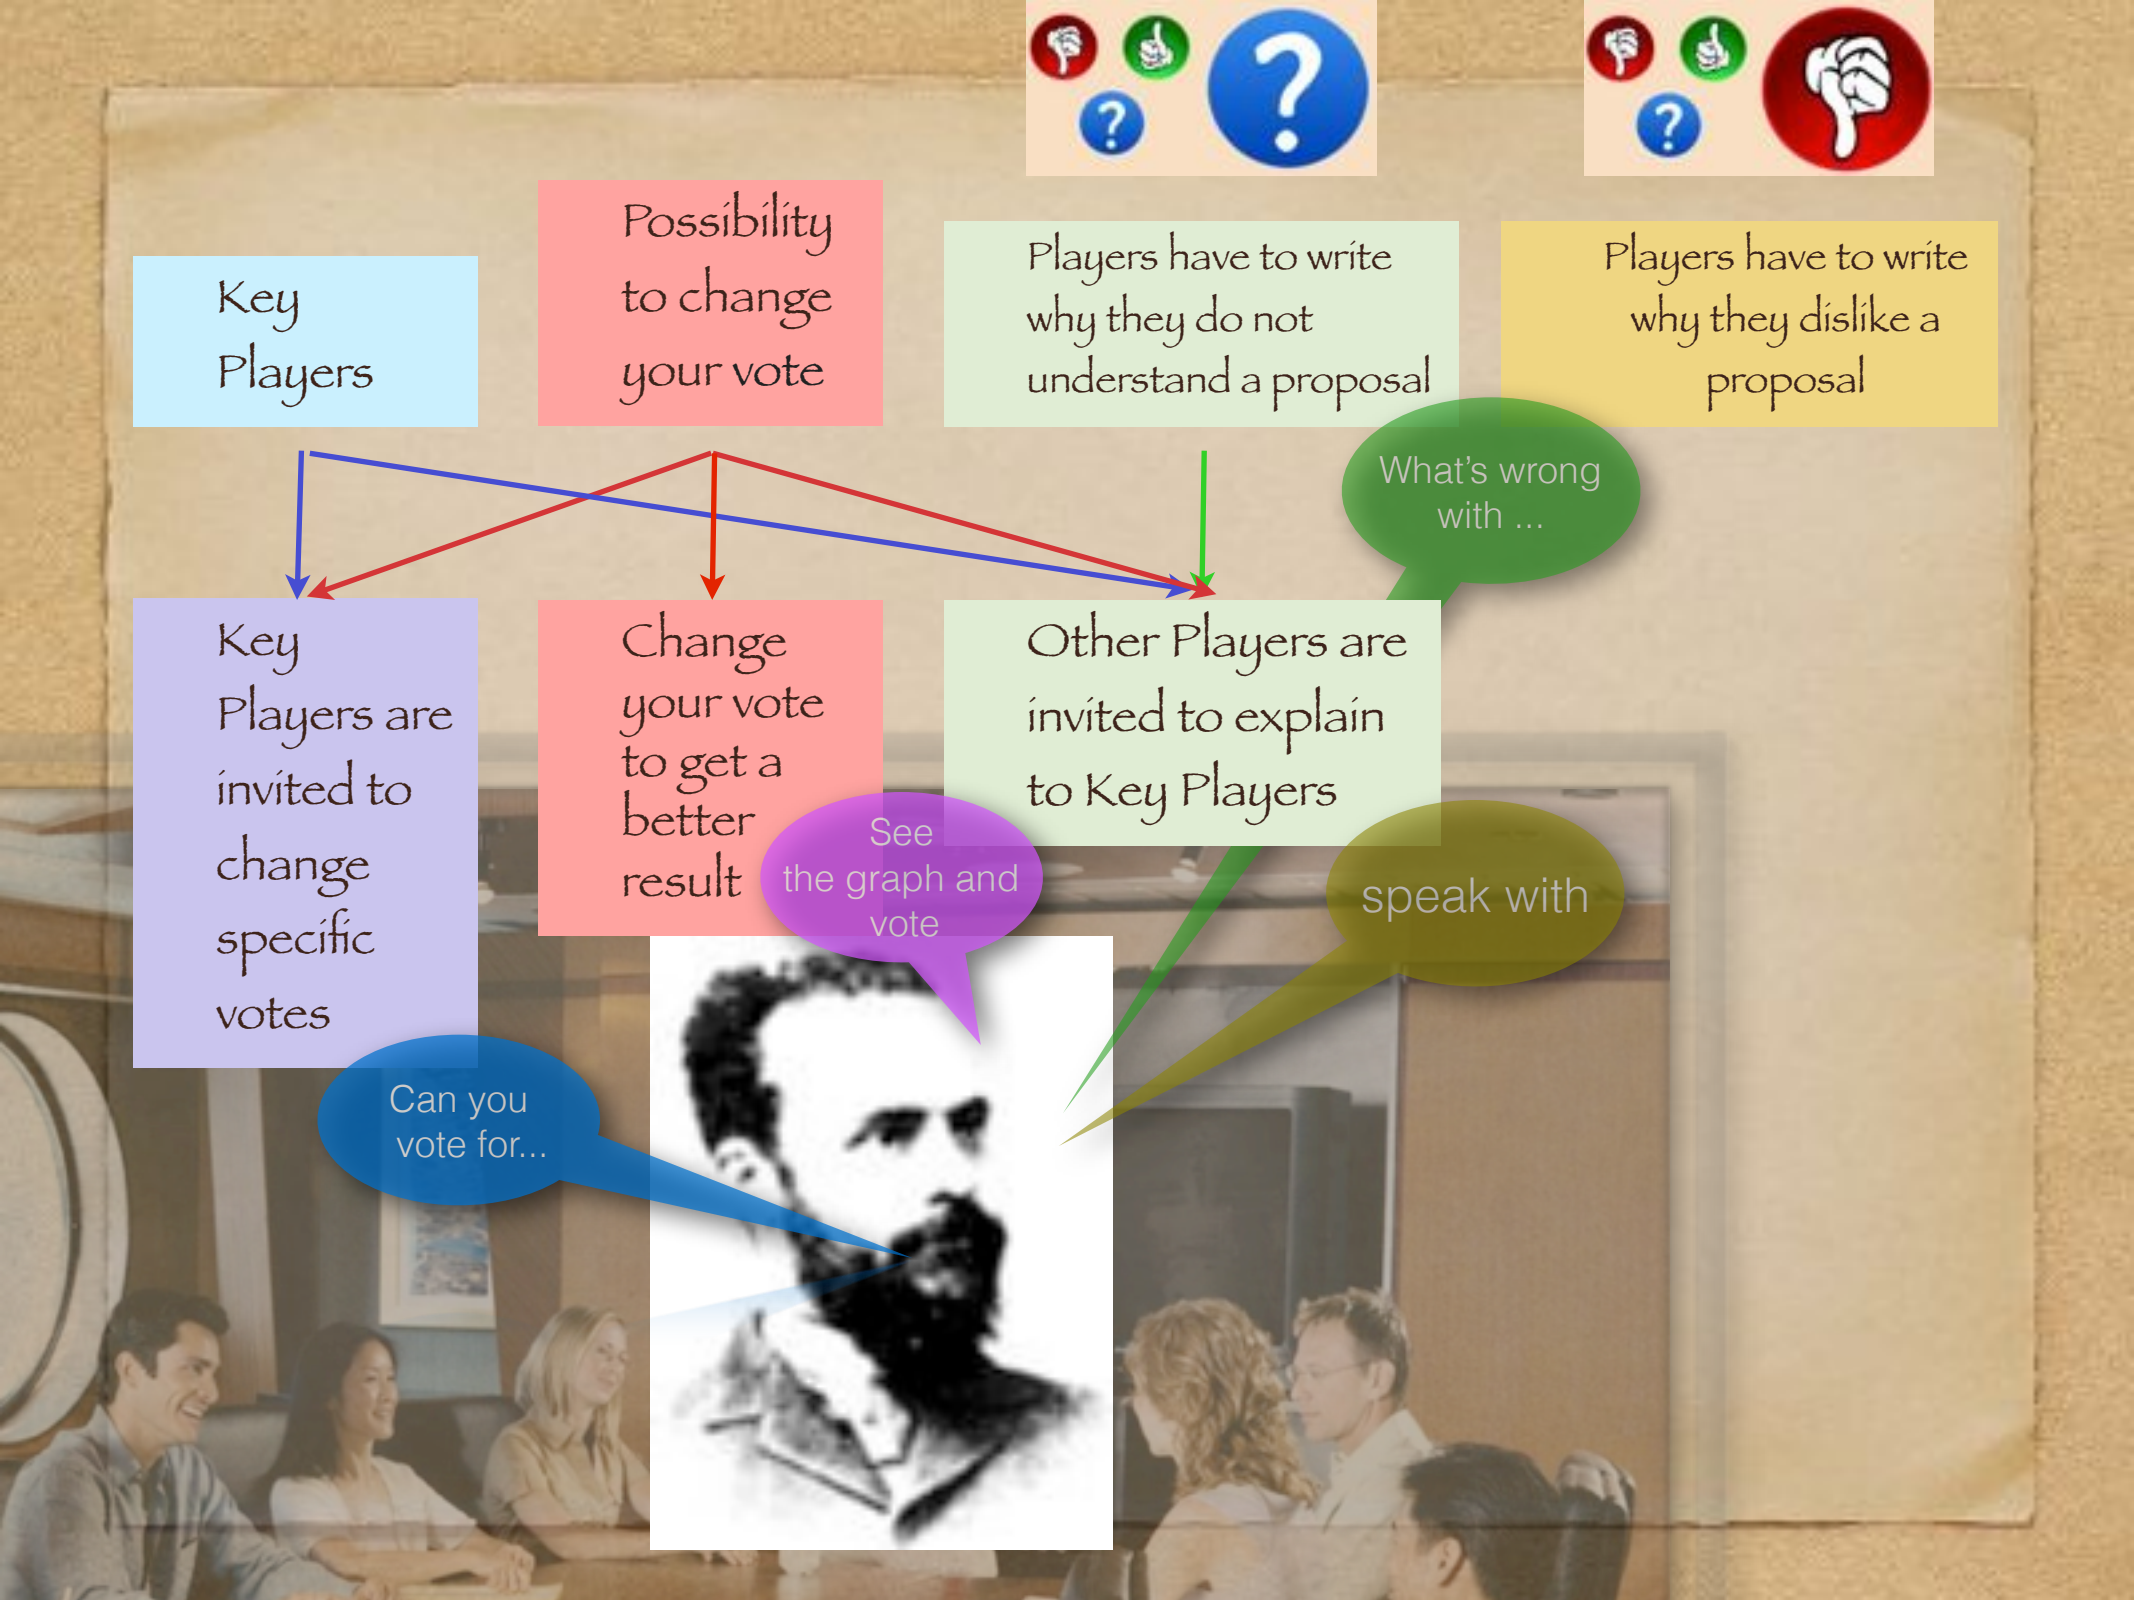 Key
Players
Possibility
to change
your vote
Players have to write
why they do not
understand a proposal
Players have to write
why they dislike a
proposal
What's wrong
with ...
Key
Players are
invited to
change
specific
votes
Change
your vote
to get a
better
result
Other Players are
invited to explain
to Key Players
See
the graph and
vote
speak with
Can you
vote for...
?
?
?